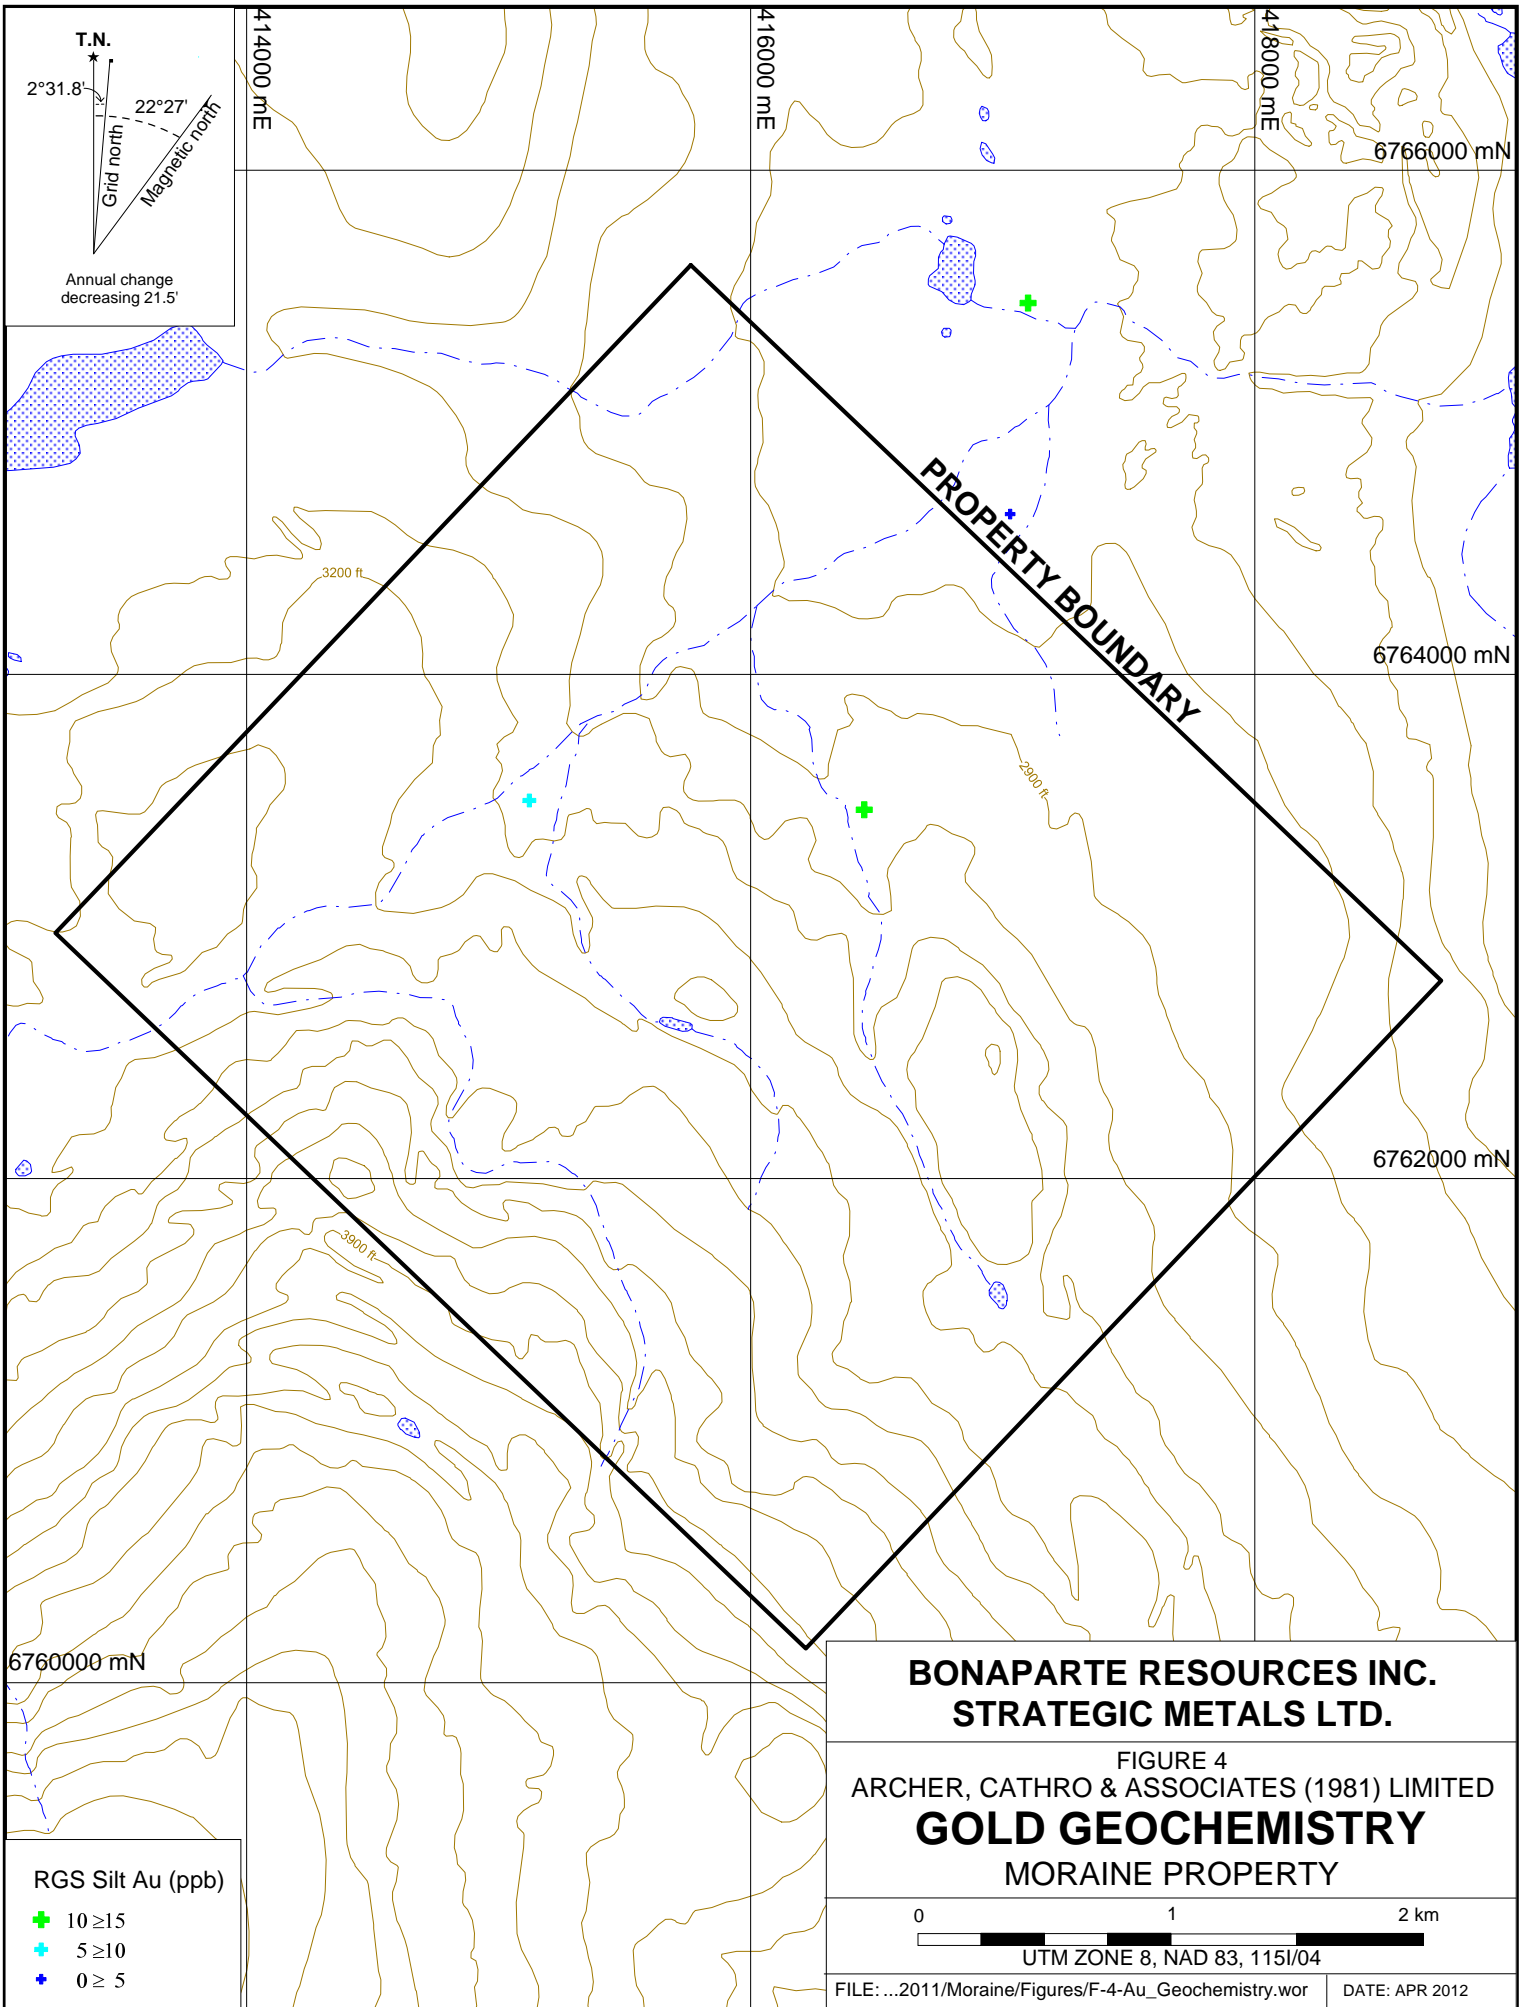 T.N.
2°31.8'
22°27'
Grid north
Magnetic north
Annual change
decreasing 21.5'
414000 mE
416000 mE
418000 mE
6766000 mN
PROPERTY BOUNDARY
3200 ft
6764000 mN
2900 ft
6762000 mN
3900 ft
6760000 mN
BONAPARTE RESOURCES INC.
STRATEGIC METALS LTD.
FIGURE 4
ARCHER, CATHRO & ASSOCIATES (1981) LIMITED
GOLD GEOCHEMISTRY
MORAINE PROPERTY
0 1 2 km
UTM ZONE 8, NAD 83, 115I/04
FILE: ...2011/Moraine/Figures/F-4-Au_Geochemistry.wor DATE: APR 2012
RGS Silt Au (ppb)
10 ≥15
5 ≥10
0 ≥ 5